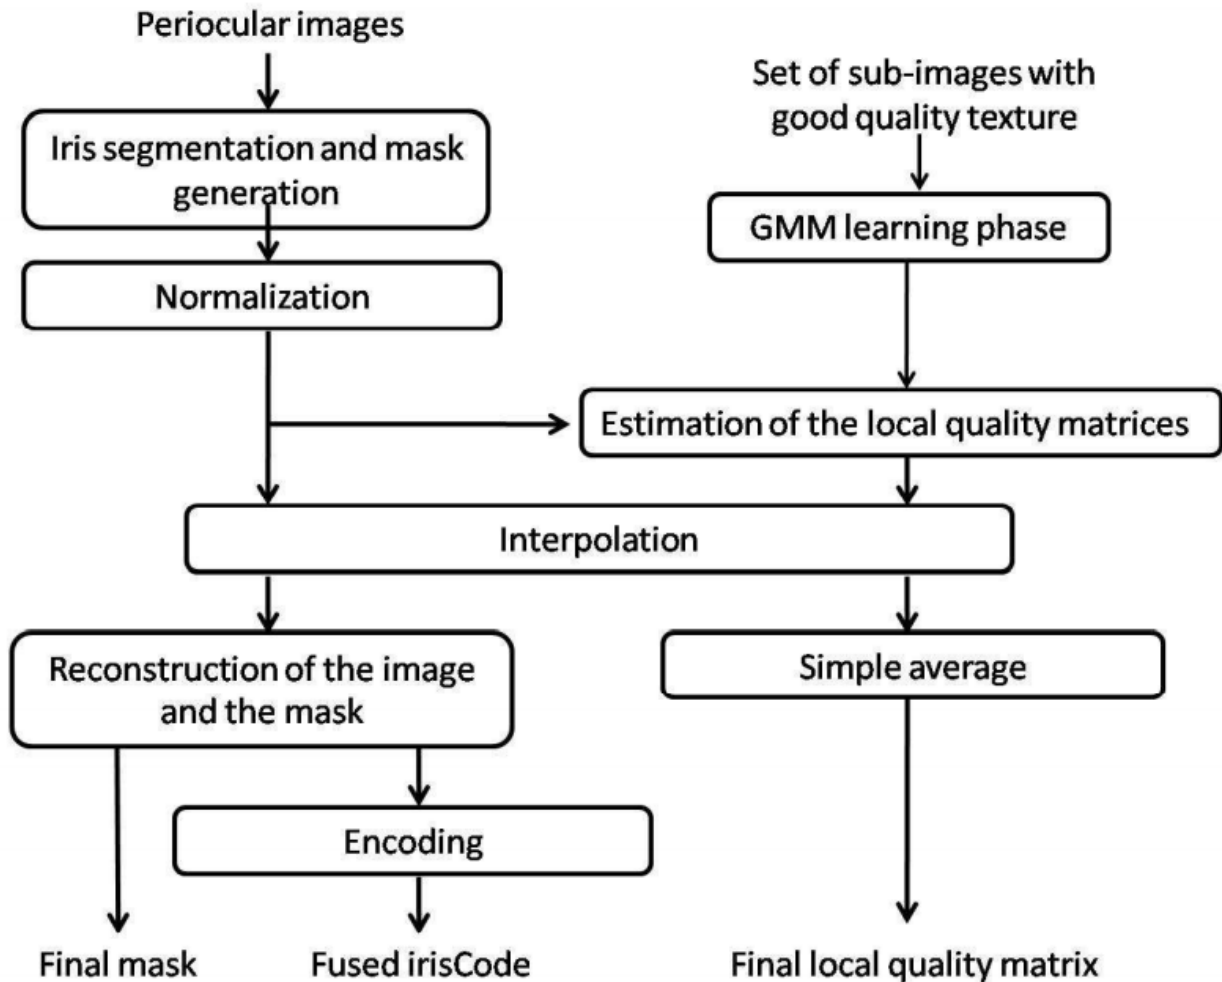 Periocular images
Set of sub-images with
good quality texture
Iris segmentation and mask
generation
GMM learning phase
Normalization
Estimation of the local quality matrices
Interpolation
Reconstruction of the image
and the mask
Simple average
Encoding
Final mask
Fused irisCode
Final local quality matrix